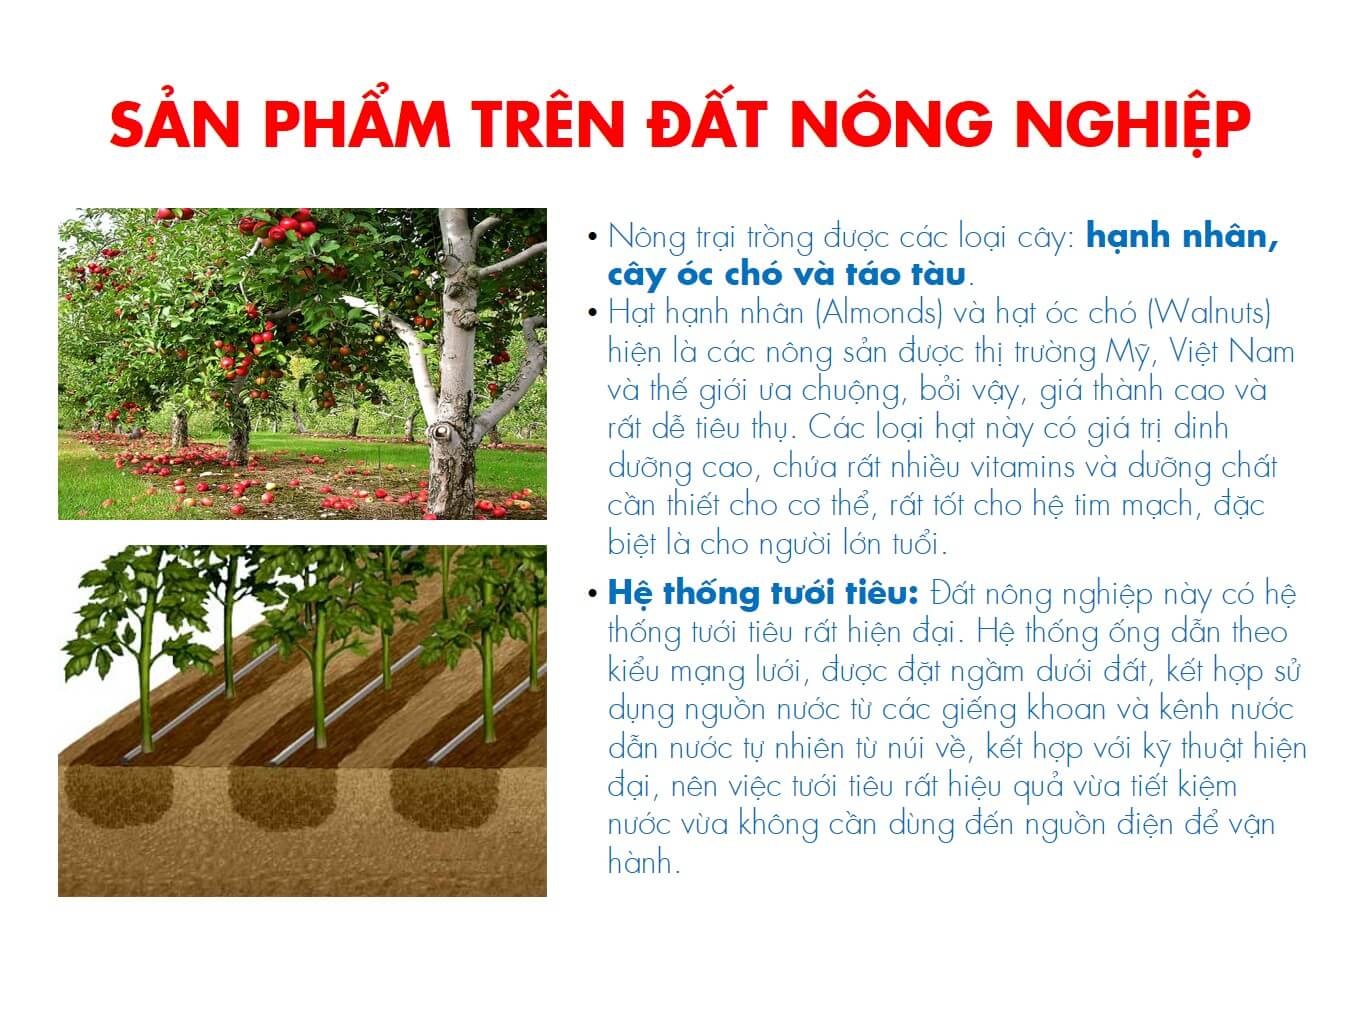 SẢN PHẨM TRÊN ĐẤT NÔNG NGHIỆP
• Nông trại trồng được các loại cây: hạnh nhân,
cây óc chó và táo tàu.
• Hạt hạnh nhân (Almonds) và hạt óc chó (Walnuts)
hiện là các nông sản được thị trường Mỹ, Việt Nam
và thế giới ưa chuộng, bởi vậy, giá thành cao và
rất dễ tiêu thụ. Các loại hạt này có giá trị dinh
dưỡng cao, chứa rất nhiều vitamins và dưỡng chất
cần thiết cho cơ thể, rất tốt cho hệ tim mạch, đặc
biệt là cho người lớn tuổi.
• Hệ thống tưới tiêu: Đất nông nghiệp này có hệ
thống tưới tiêu rất hiện đại. Hệ thống ống dẫn theo
kiểu mạng lưới, được đặt ngầm dưới đất, kết hợp sử
dụng nguồn nước từ các giếng khoan và kênh nước
dẫn nước tự nhiên từ núi về, kết hợp với kỹ thuật hiện
đại, nên việc tưới tiêu rất hiệu quả vừa tiết kiệm
nước vừa không cần dùng đến nguồn điện để vận
hành.